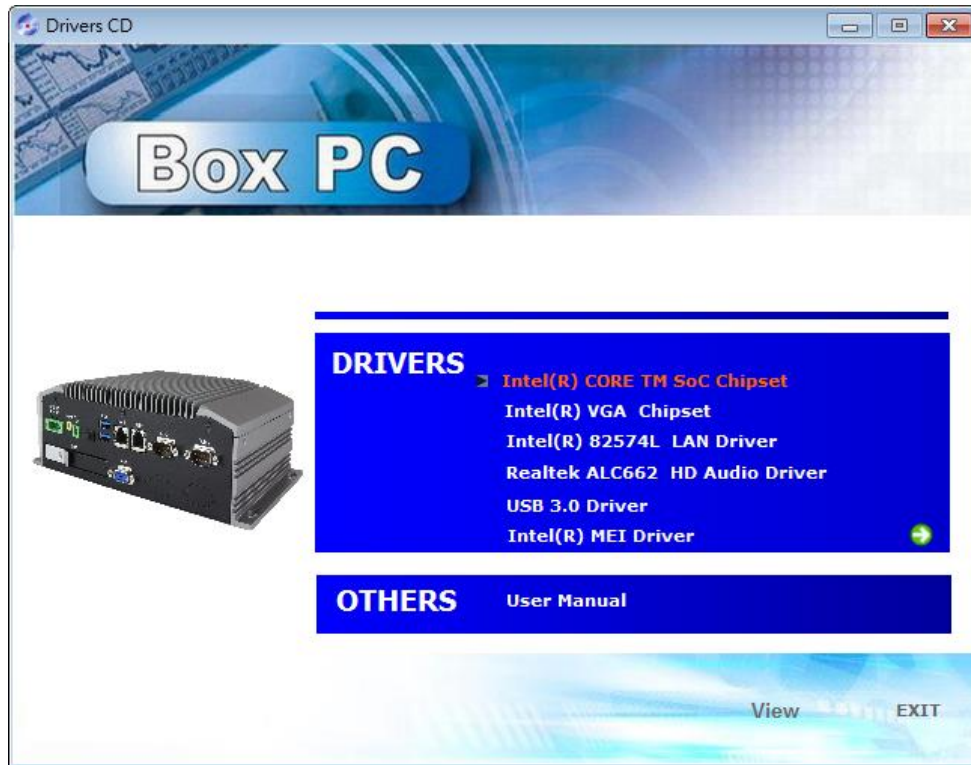 Drivers CD
Box PC
DRIVERS
Intel(R) CORE TM SoC Chipset
Intel(R) VGA Chipset
Intel(R) 82574L LAN Driver
Realtek ALC662 HD Audio Driver
USB 3.0 Driver
Intel(R) MEI Driver
OTHERS
User Manual
View
EXIT